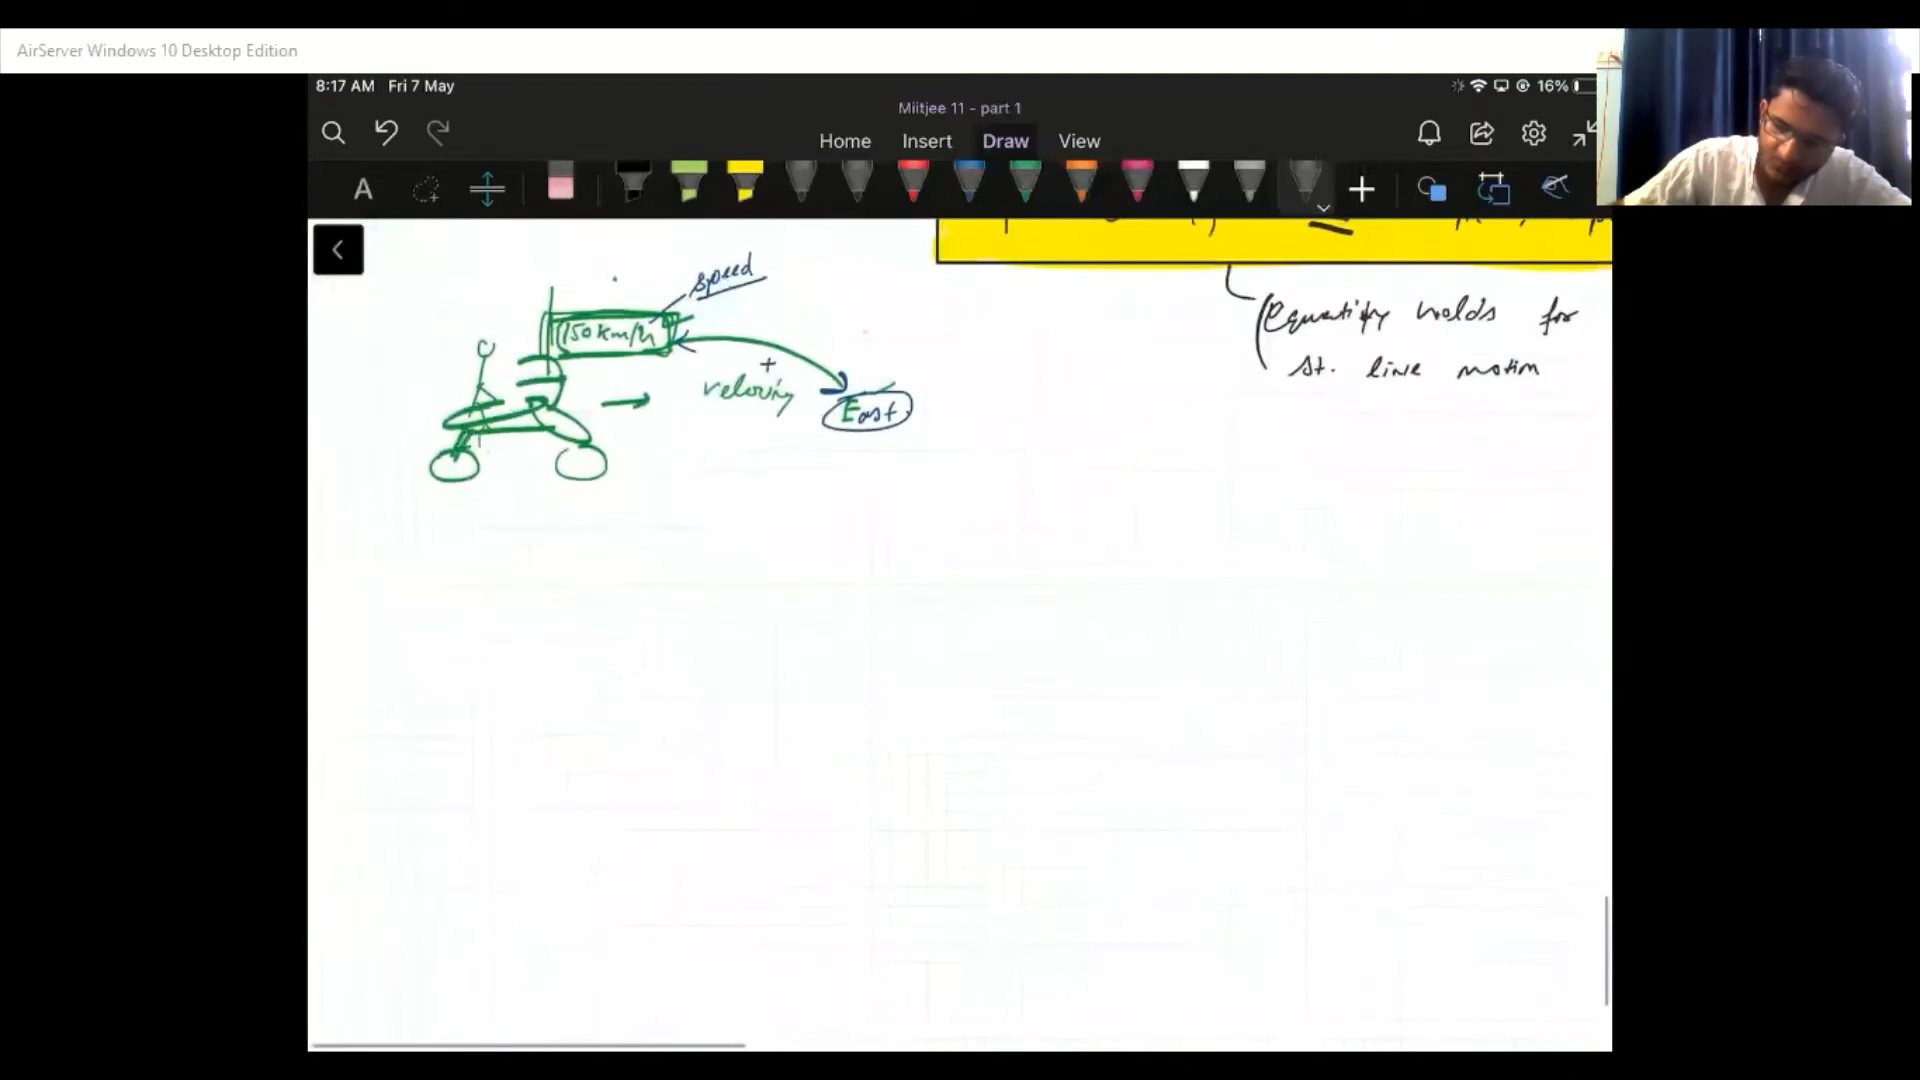 AirServer Windows 10 Desktop Edition
8:17 AM Fri 7 May
16%
Miitjee 11 - part 1
Home Insert Draw View
A
speed
150 km/h
+
velocity
East
Equality holds for
st. line motion